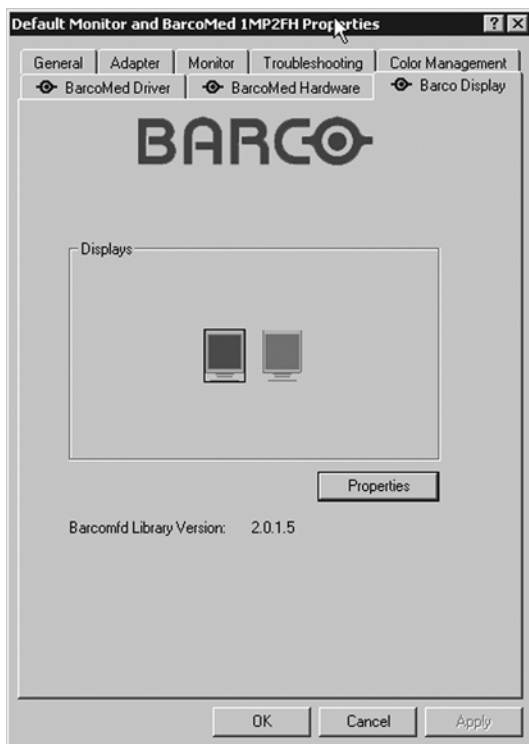 Default Monitor and BarcoMed 1MP2FH Properties
General Adapter Monitor Troubleshooting Color Management
BarcoMed Driver BarcoMed Hardware Barco Display
BARCO
Displays
Properties
Barcomfd Library Version: 2.0.1.5
OK Cancel Apply